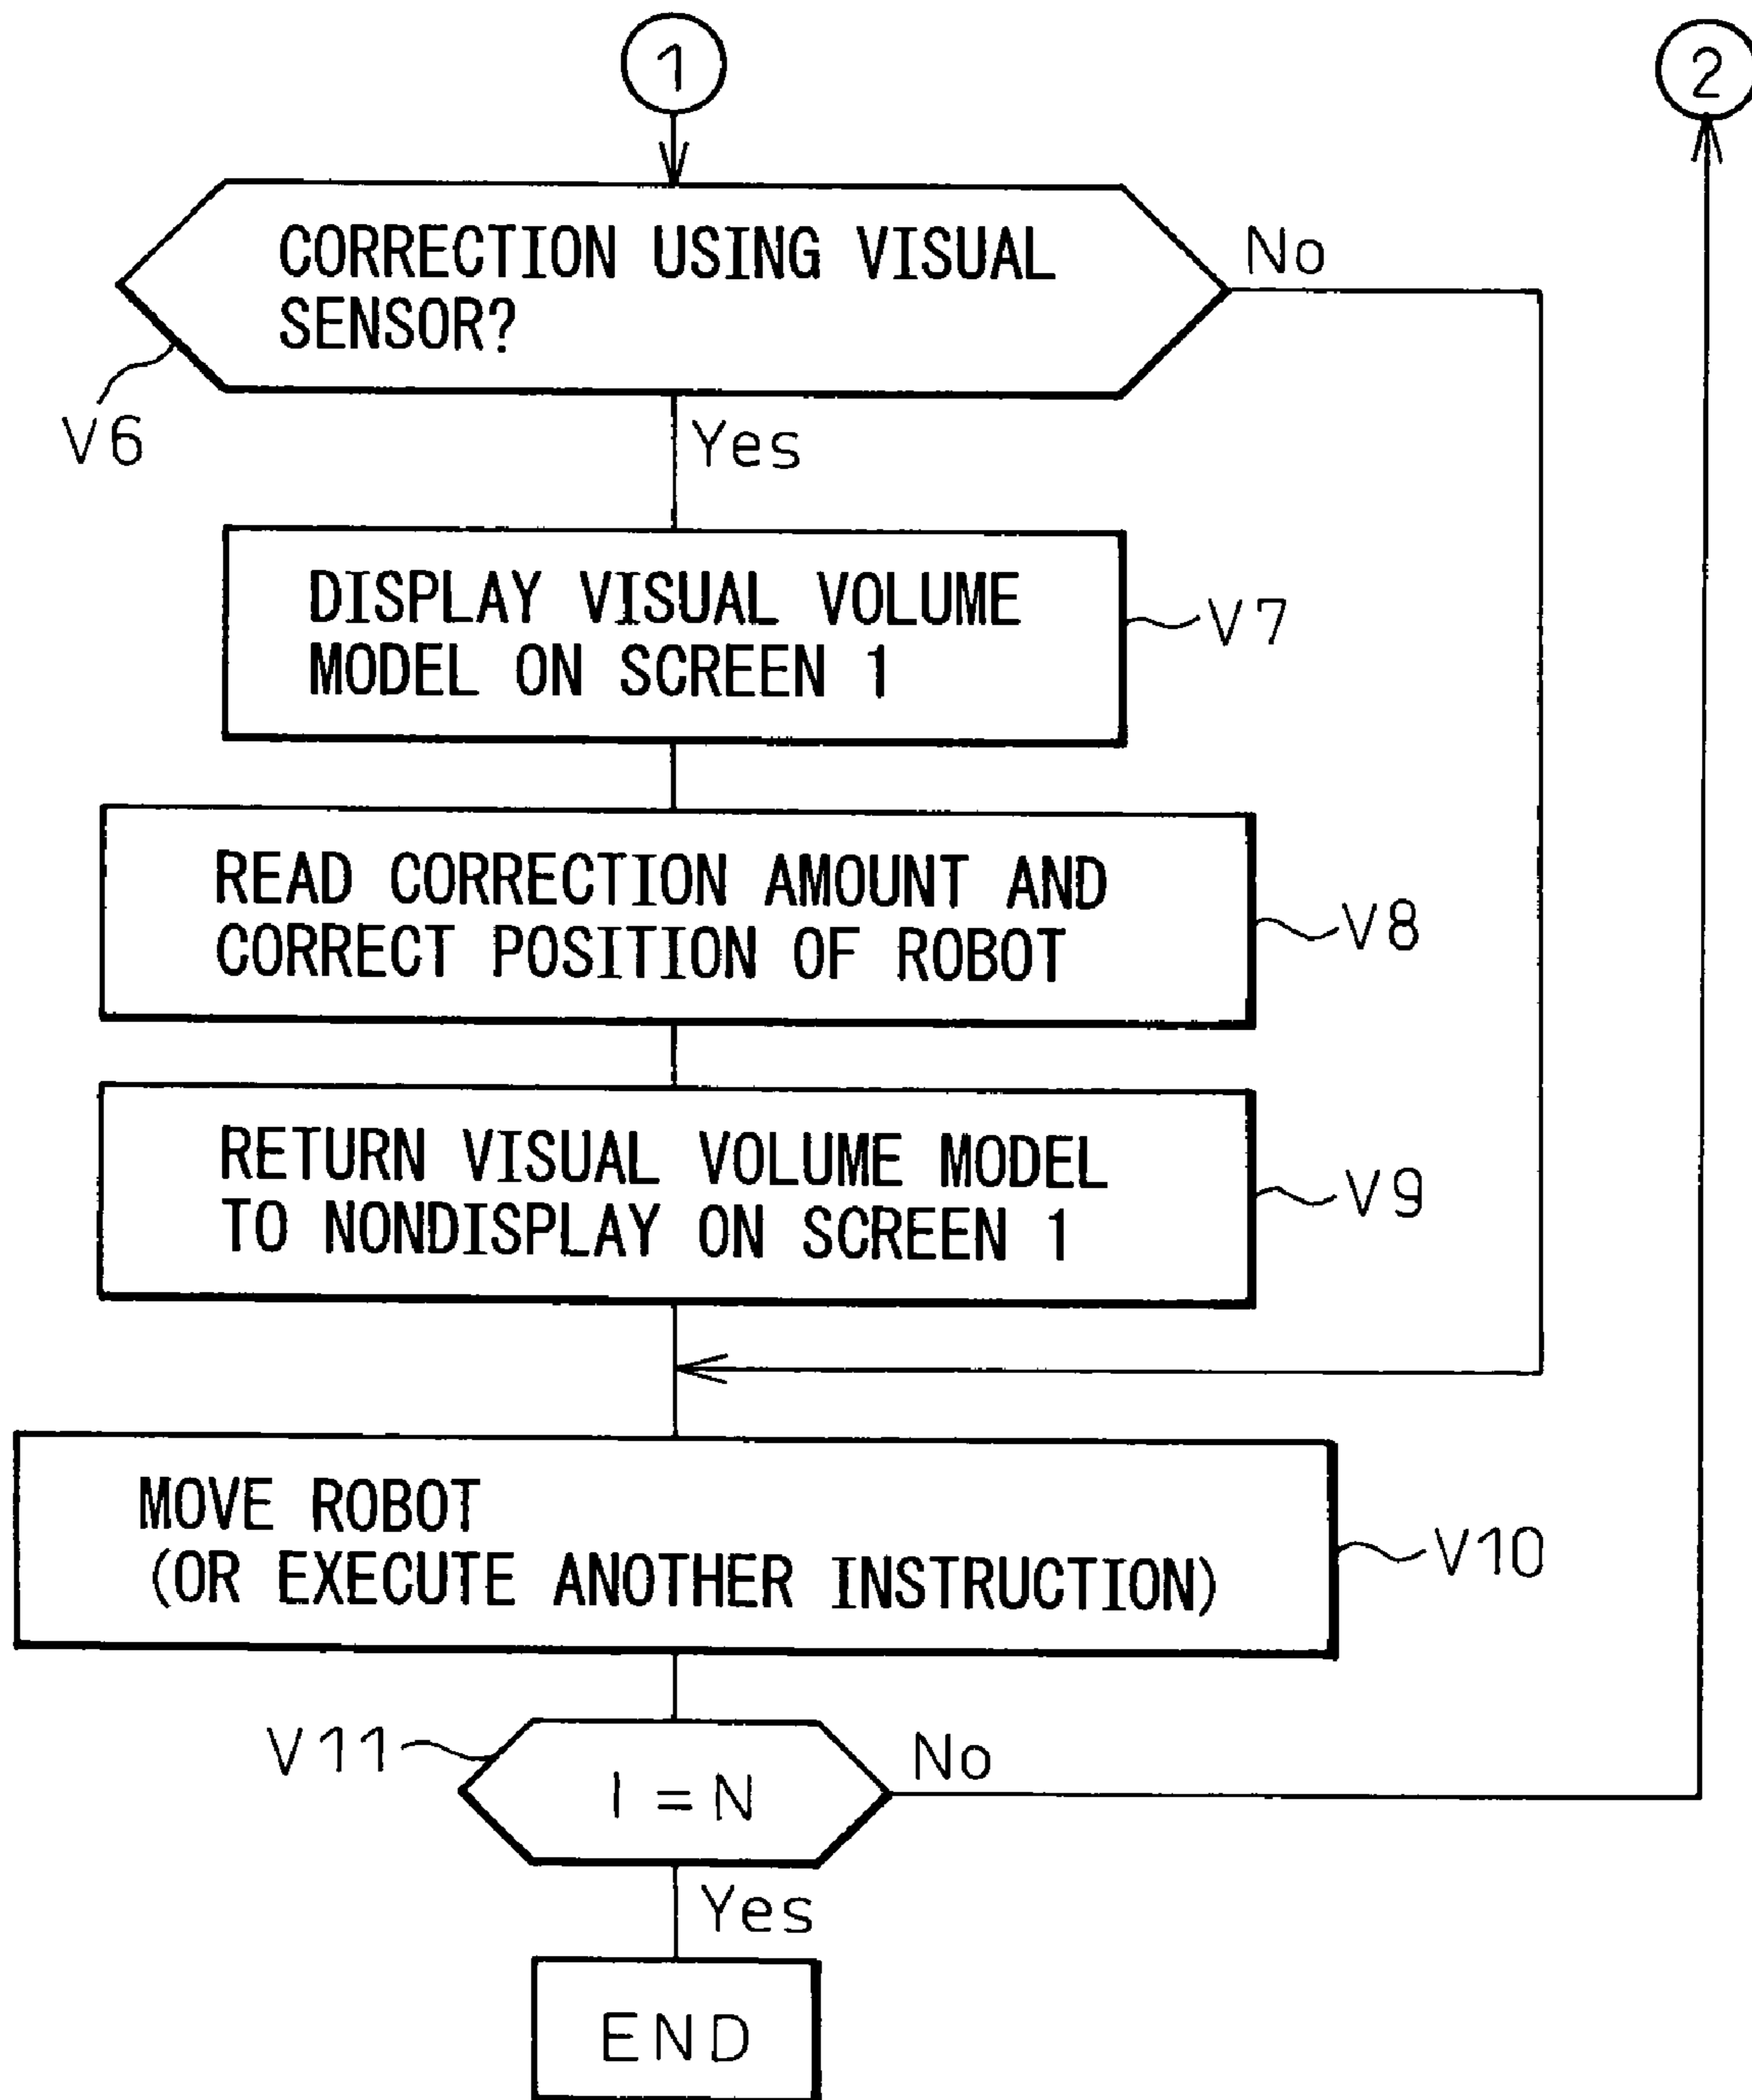 1
2
CORRECTION USING VISUAL
SENSOR?
No
V6
Yes
DISPLAY VISUAL VOLUME
MODEL ON SCREEN 1
V7
READ CORRECTION AMOUNT AND
CORRECT POSITION OF ROBOT
V8
RETURN VISUAL VOLUME MODEL
TO NONDISPLAY ON SCREEN 1
V9
MOVE ROBOT
(OR EXECUTE ANOTHER INSTRUCTION)
V10
V11
I = N
No
Yes
END